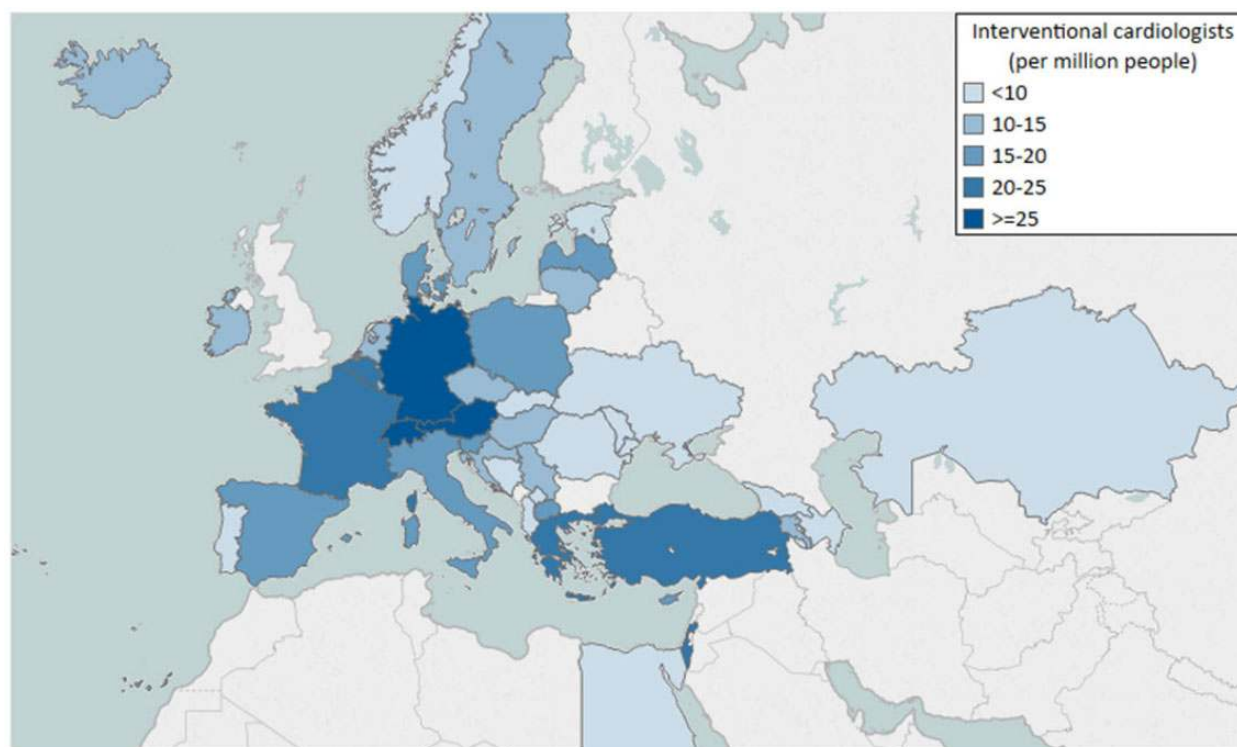 Interventional cardiologists
(per million people)
<10
10-15
15-20
20-25
>=25